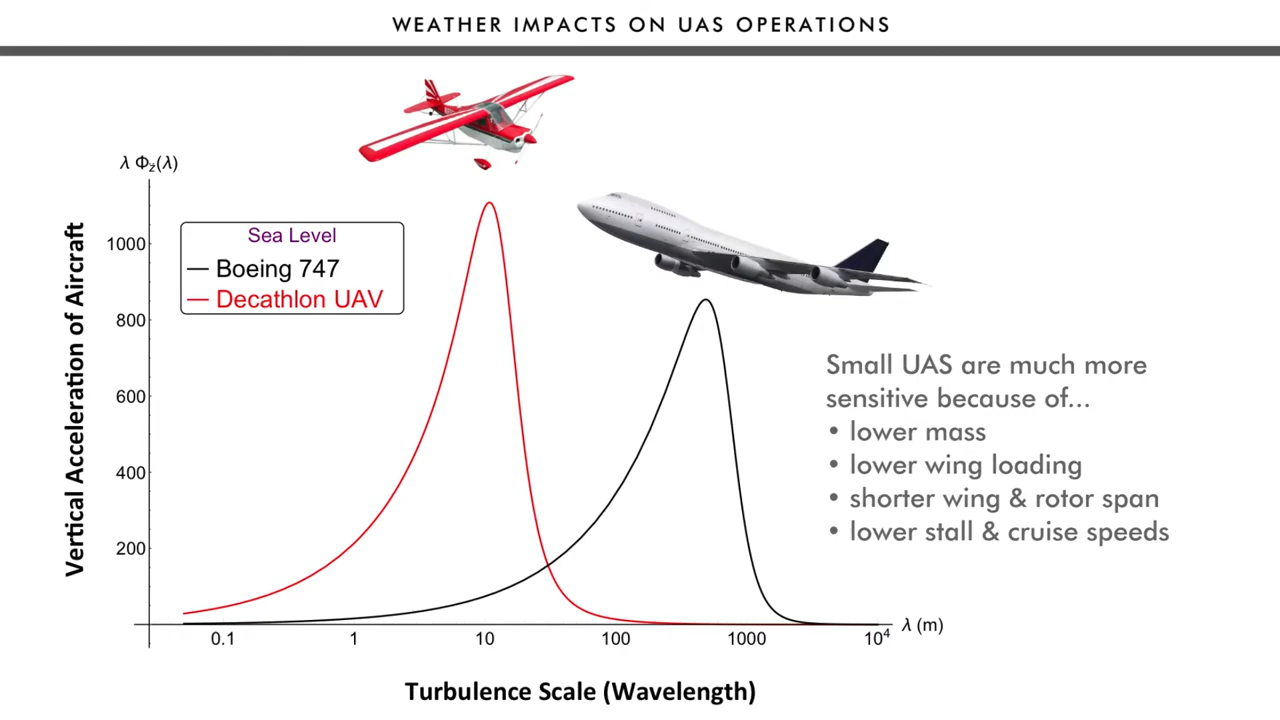 WEATHER IMPACTS ON UAS OPERATIONS
λ Φz̈(λ)
Vertical Acceleration of Aircraft
1000
800
600
400
200
Sea Level
Boeing 747
Decathlon UAV
Small UAS are much more
sensitive because of...
• lower mass
• lower wing loading
• shorter wing & rotor span
• lower stall & cruise speeds
0.1 1 10 100 1000 10⁴ λ (m)
Turbulence Scale (Wavelength)